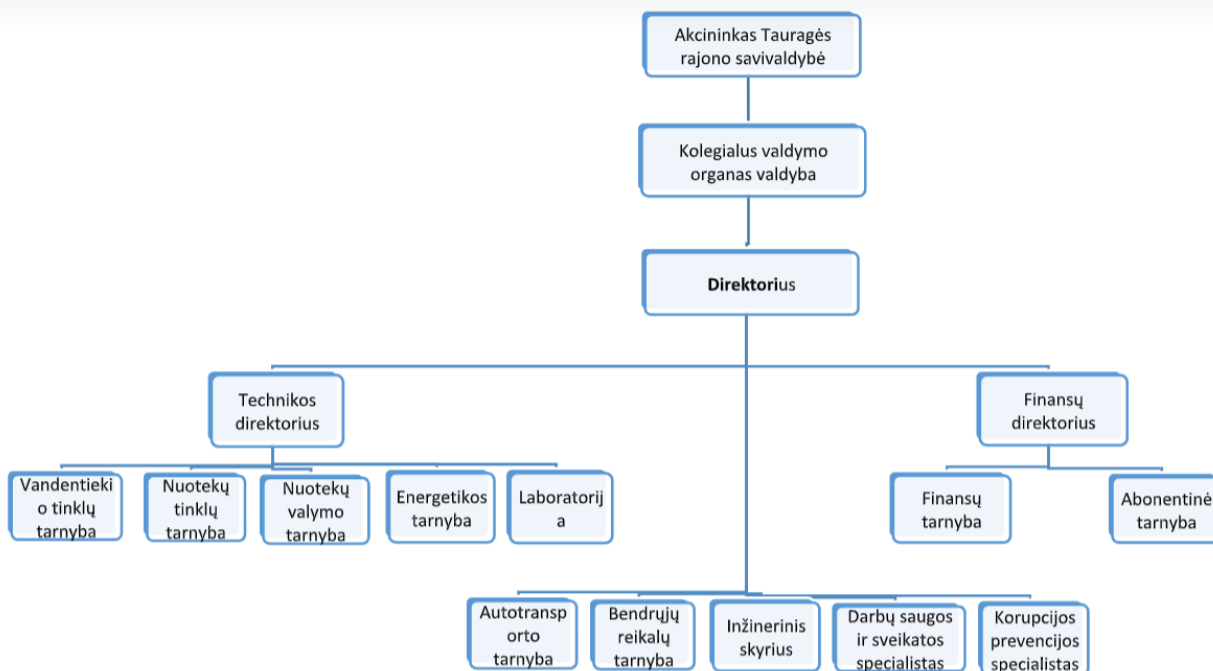 Akcininkas Tauragės
rajono savivaldybė
Kolegialus valdymo
organas valdyba
Direktorius
Technikos
direktorius
Finansų
direktorius
Vandentieki
o tinklų
tarnyba
Nuotekų
tinklų
tarnyba
Nuotekų
valymo
tarnyba
Energetikos
tarnyba
Laboratorij
a
Finansų
tarnyba
Abonentinė
tarnyba
Autotransp
orto
tarnyba
Bendrųjų
reikalų
tarnyba
Inžinerinis
skyrius
Darbų saugos
ir sveikatos
specialistas
Korupcijos
prevencijos
specialistas